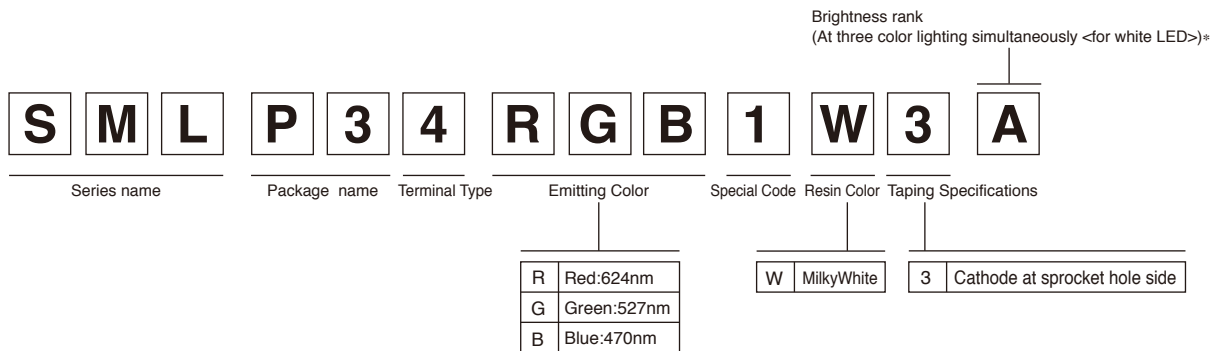 Brightness rank
(At three color lighting simultaneously <for white LED>)*
S M L P 3 4 R G B 1 W 3 A
Series name Package name Terminal Type Emitting Color Special Code Resin Color Taping Specifications
R Red:624nm W MilkyWhite 3 Cathode at sprocket hole side
G Green:527nm
B Blue:470nm